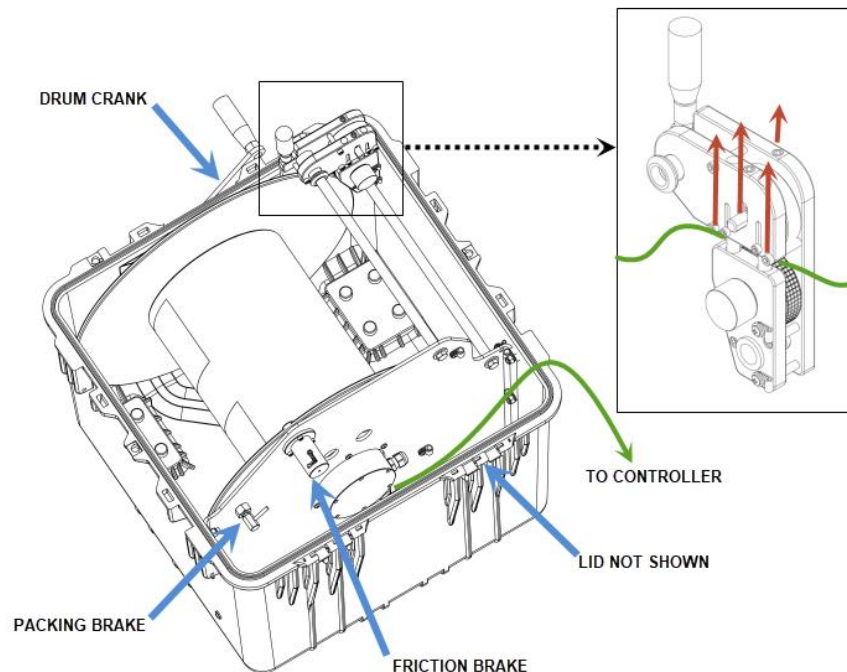 DRUM CRANK
TO CONTROLLER
LID NOT SHOWN
PACKING BRAKE
FRICTION BRAKE